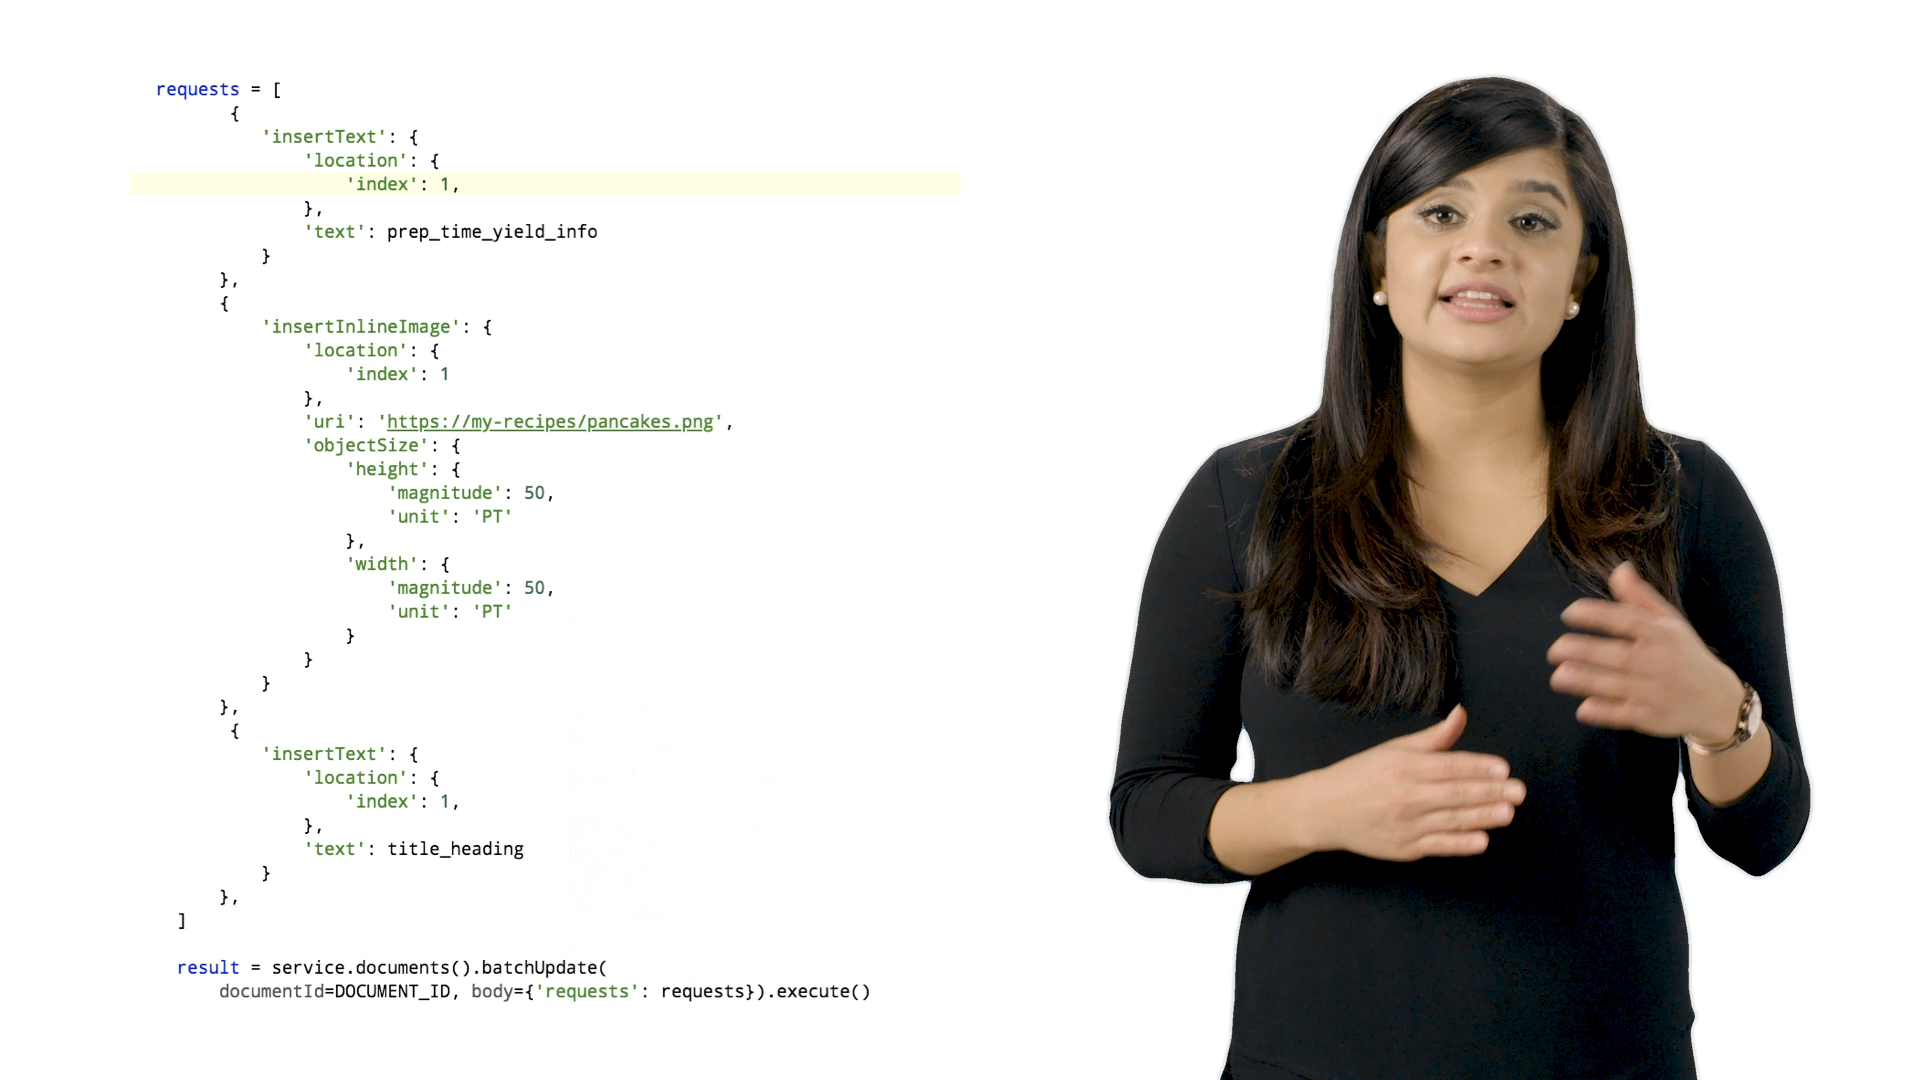 requests = [
{
'insertText': {
'location': {
'index': 1,
},
'text': prep_time_yield_info
}
},
{
'insertInlineImage': {
'location': {
'index': 1
},
'uri': 'https://my-recipes/pancakes.png',
'objectSize': {
'height': {
'magnitude': 50,
'unit': 'PT'
},
'width': {
'magnitude': 50,
'unit': 'PT'
}
}
}
},
{
'insertText': {
'location': {
'index': 1,
},
'text': title_heading
}
},
]
result = service.documents().batchUpdate(
documentId=DOCUMENT_ID, body={'requests': requests}).execute()